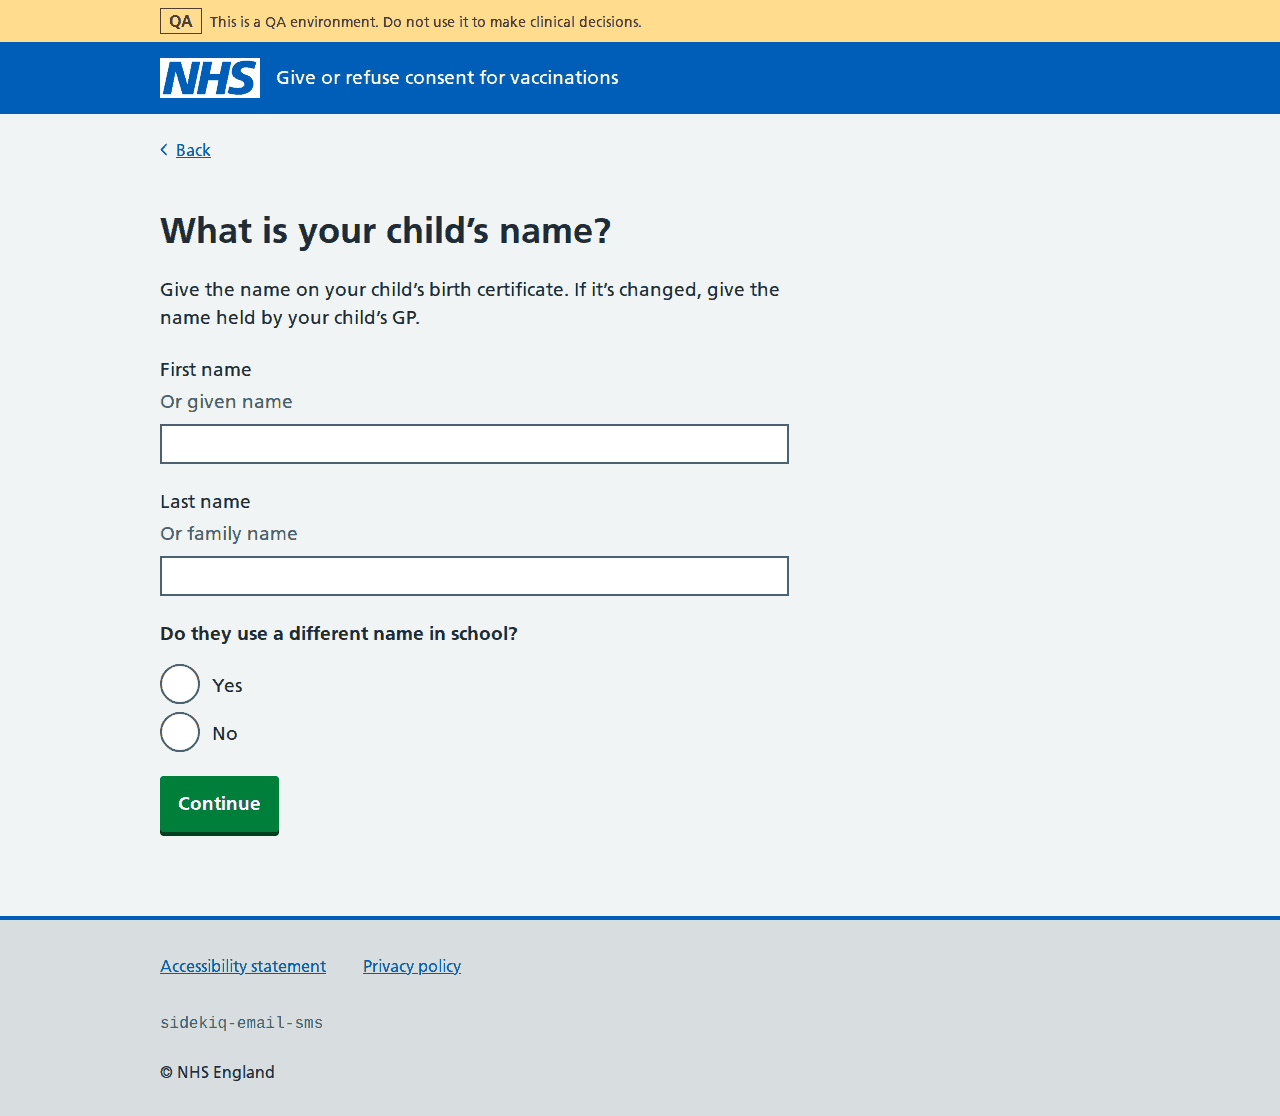 QA This is a QA environment. Do not use it to make clinical decisions.
NHS Give or refuse consent for vaccinations
Back
What is your child’s name?
Give the name on your child’s birth certificate. If it’s changed, give the
name held by your child’s GP.
First name
Or given name
Last name
Or family name
Do they use a different name in school?
Yes
No
Continue
Accessibility statement Privacy policy
sidekiq-email-sms
© NHS England